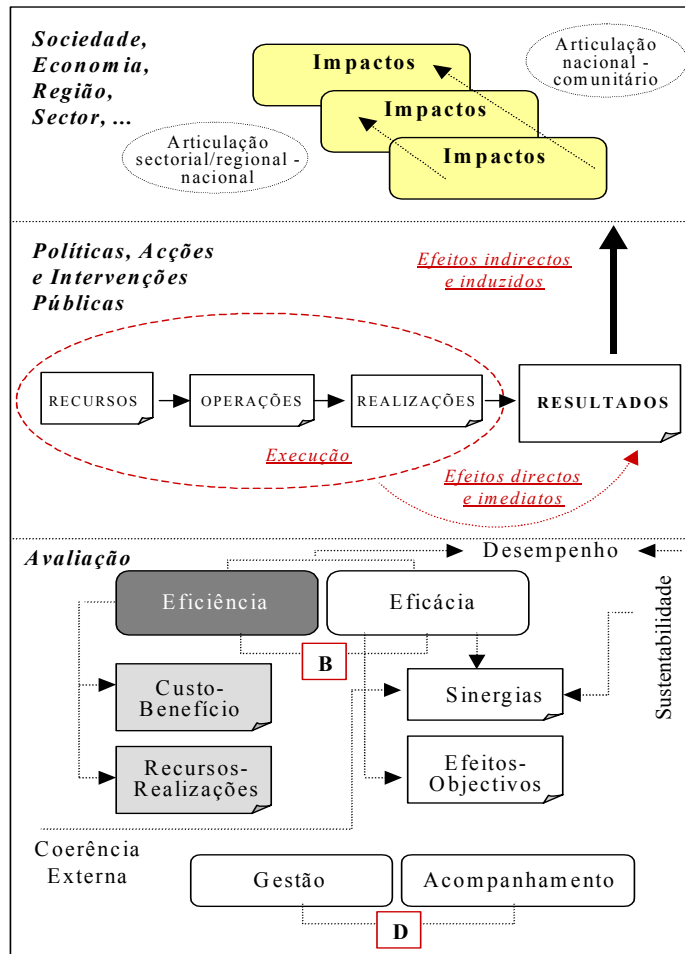 Sociedade,
Economia,
Região,
Sector, ...
Impactos
Impactos
Impactos
Articulação
nacional -
comunitário
Articulação
sectorial/regional -
nacional
Políticas, Acções
e Intervenções
Públicas
Efeitos indirectos
e induzidos
RECURSOS
OPERAÇÕES
REALIZAÇÕES
RESULTADOS
Execução
Efeitos directos
e imediatos
Avaliação
Desempenho
Eficiência
Eficácia
B
Sustentabilidade
Custo-
Benefício
Sinergias
Recursos-
Realizações
Efeitos-
Objectivos
Coerência
Externa
Gestão
Acompanhamento
D